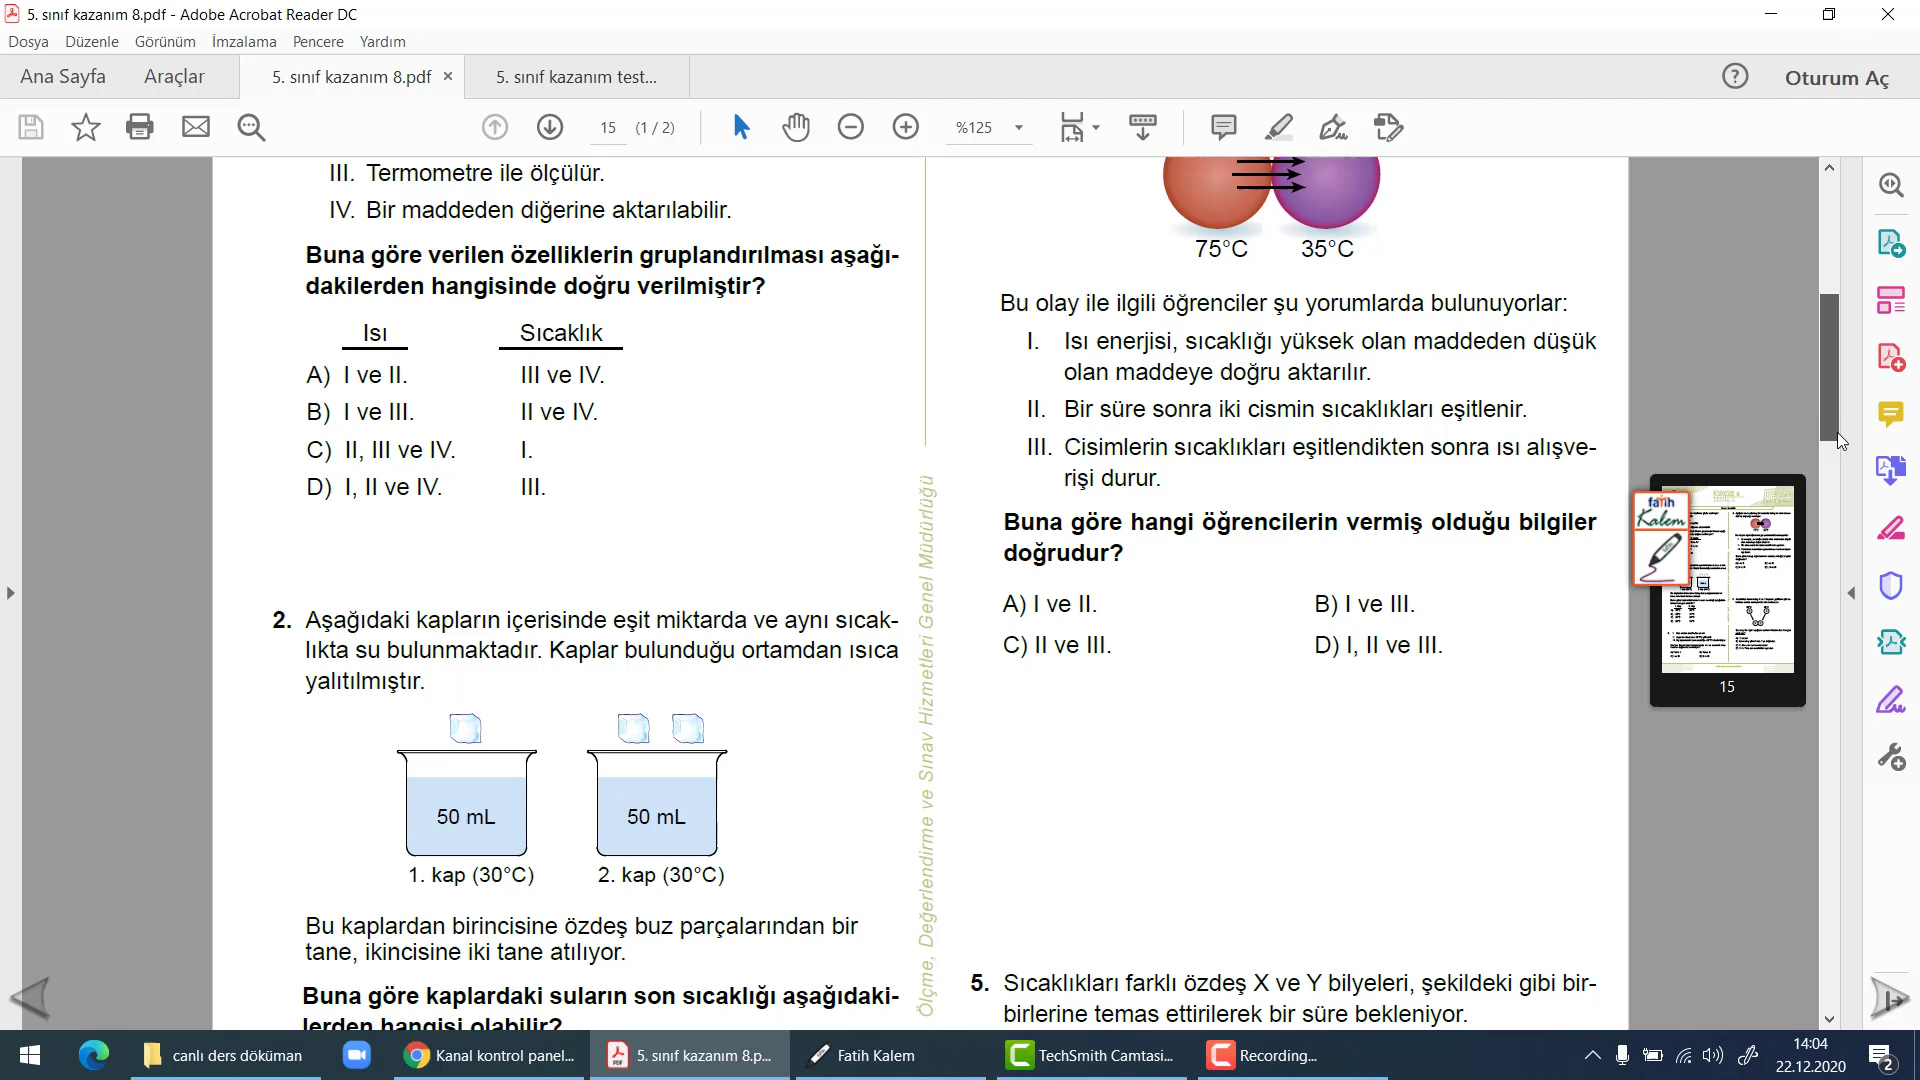 5. sınıf kazanım 8.pdf - Adobe Acrobat Reader DC
Dosya Düzenle Görünüm İmzalama Pencere Yardım
Ana Sayfa Araçlar 5. sınıf kazanım 8.pdf × 5. sınıf kazanım test... Oturum Aç
15 (1 / 2) %125
III. Termometre ile ölçülür.
IV. Bir maddeden diğerine aktarılabilir.
Buna göre verilen özelliklerin gruplandırılması aşağı-
dakilerden hangisinde doğru verilmiştir?
Isı Sıcaklık
A) I ve II. III ve IV.
B) I ve III. II ve IV.
C) II, III ve IV. I.
D) I, II ve IV. III.
2. Aşağıdaki kapların içerisinde eşit miktarda ve aynı sıcak-
lıkta su bulunmaktadır. Kaplar bulunduğu ortamdan ısıca
yalıtılmıştır.
50 mL 50 mL
1. kap (30°C) 2. kap (30°C)
Bu kaplardan birincisine özdeş buz parçalarından bir
tane, ikincisine iki tane atılıyor.
Buna göre kaplardaki suların son sıcaklığı aşağıdaki-
lerden hangisi olabilir?
Ölçme, Değerlendirme ve Sınav Hizmetleri Genel Müdürlüğü
75°C 35°C
Bu olay ile ilgili öğrenciler şu yorumlarda bulunuyorlar:
I. Isı enerjisi, sıcaklığı yüksek olan maddeden düşük
olan maddeye doğru aktarılır.
II. Bir süre sonra iki cismin sıcaklıkları eşitlenir.
III. Cisimlerin sıcaklıkları eşitlendikten sonra ısı alışve-
rişi durur.
Buna göre hangi öğrencilerin vermiş olduğu bilgiler
doğrudur?
A) I ve II. B) I ve III.
C) II ve III. D) I, II ve III.
5. Sıcaklıkları farklı özdeş X ve Y bilyeleri, şekildeki gibi bir-
birlerine temas ettirilerek bir süre bekleniyor.
fatih
Kalem
15
canlı ders döküman
Kanal kontrol panel...
5. sınıf kazanım 8.p...
Fatih Kalem
TechSmith Camtasi...
Recording...
14:04
22.12.2020
2